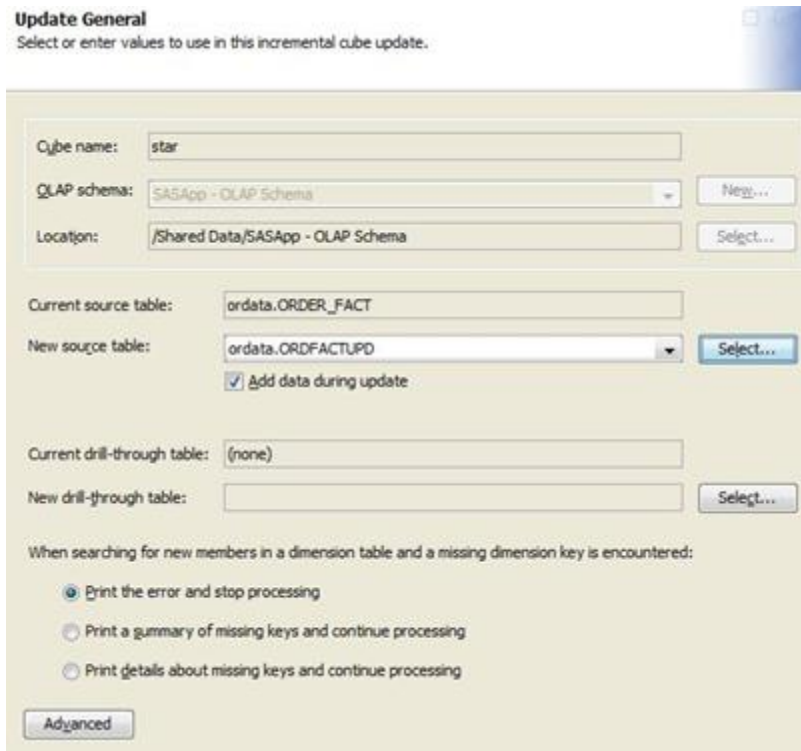 Update General
Select or enter values to use in this incremental cube update.
Cube name: star
OLAP schema: SASApp - OLAP Schema New...
Location: /Shared Data/SASApp - OLAP Schema Select...
Current source table: ordata.ORDER_FACT
New source table: ordata.ORDFACTUPD Select...
Add data during update
Current drill-through table: (none)
New drill-through table: Select...
When searching for new members in a dimension table and a missing dimension key is encountered:
Print the error and stop processing
Print a summary of missing keys and continue processing
Print details about missing keys and continue processing
Advanced